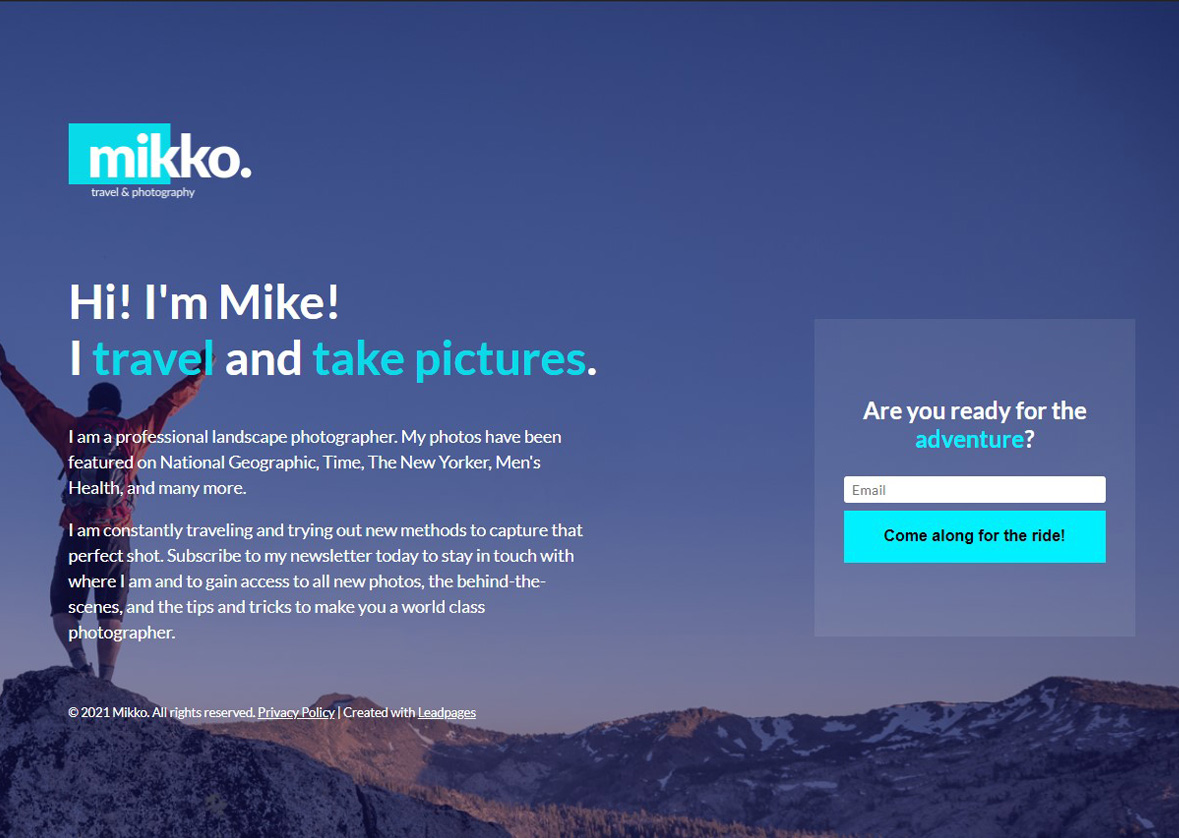 mikko.
travel & photography
Hi! I'm Mike!
I travel and take pictures.
I am a professional landscape photographer. My photos have been
featured on National Geographic, Time, The New Yorker, Men's
Health, and many more.
I am constantly traveling and trying out new methods to capture that
perfect shot. Subscribe to my newsletter today to stay in touch with
where I am and to gain access to all new photos, the behind-the-
scenes, and the tips and tricks to make you a world class
photographer.
Are you ready for the
adventure?
Email
Come along for the ride!
© 2021 Mikko. All rights reserved. Privacy Policy | Created with Leadpages